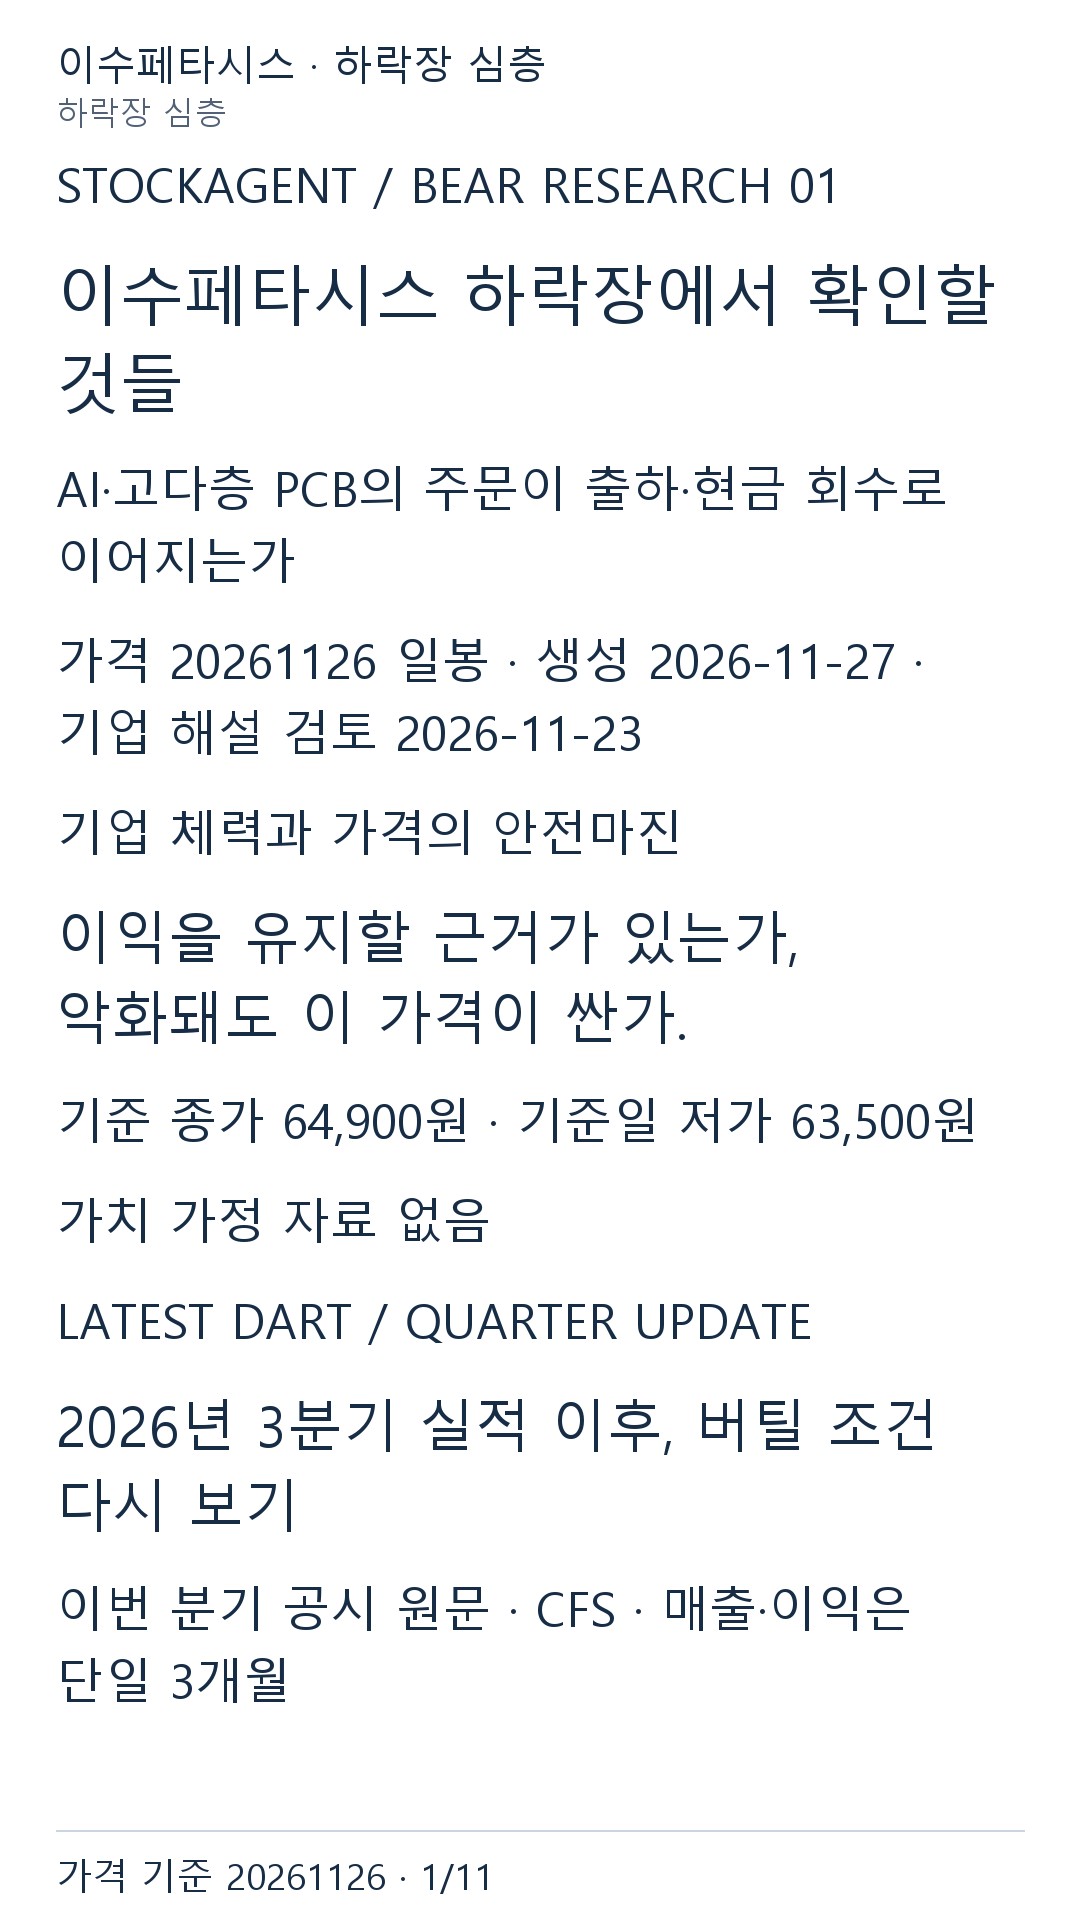 이수페타시스 · 하락장 심층
하락장 심층
STOCKAGENT / BEAR RESEARCH 01
이수페타시스 하락장에서 확인할
것들
AI·고다층 PCB의 주문이 출하·현금 회수로
이어지는가
가격 20261126 일봉 · 생성 2026-11-27 ·
기업 해설 검토 2026-11-23
기업 체력과 가격의 안전마진
이익을 유지할 근거가 있는가,
악화돼도 이 가격이 싼가.
기준 종가 64,900원 · 기준일 저가 63,500원
가치 가정 자료 없음
LATEST DART / QUARTER UPDATE
2026년 3분기 실적 이후, 버틸 조건
다시 보기
이번 분기 공시 원문 · CFS · 매출·이익은
단일 3개월
가격 기준 20261126 · 1/11